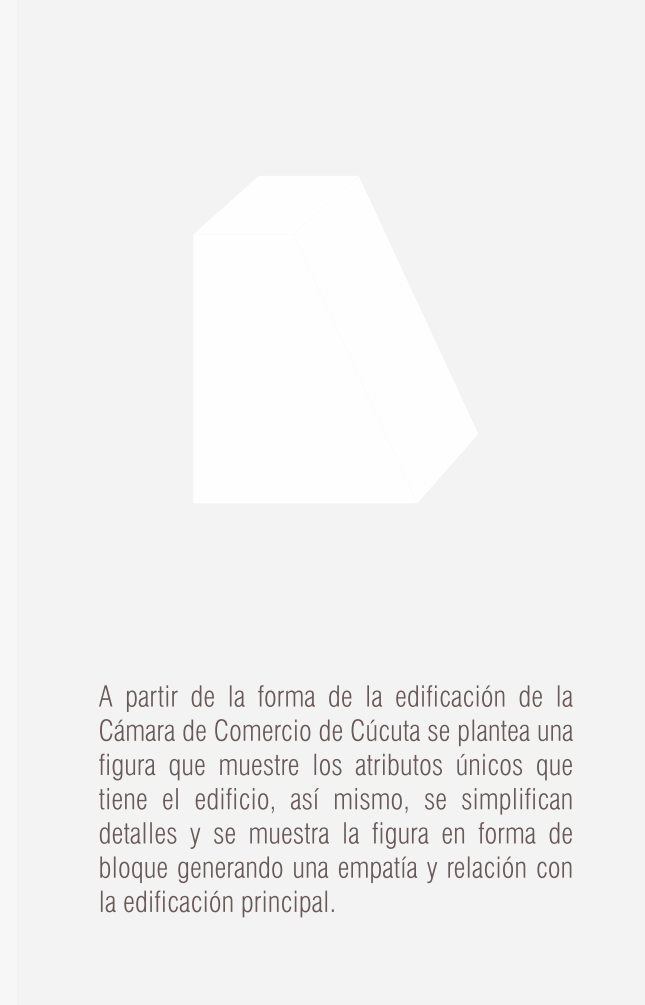 A partir de la forma de la edificación de la
Cámara de Comercio de Cúcuta se plantea una
figura que muestre los atributos únicos que
tiene el edificio, así mismo, se simplifican
detalles y se muestra la figura en forma de
bloque generando una empatía y relación con
la edificación principal.